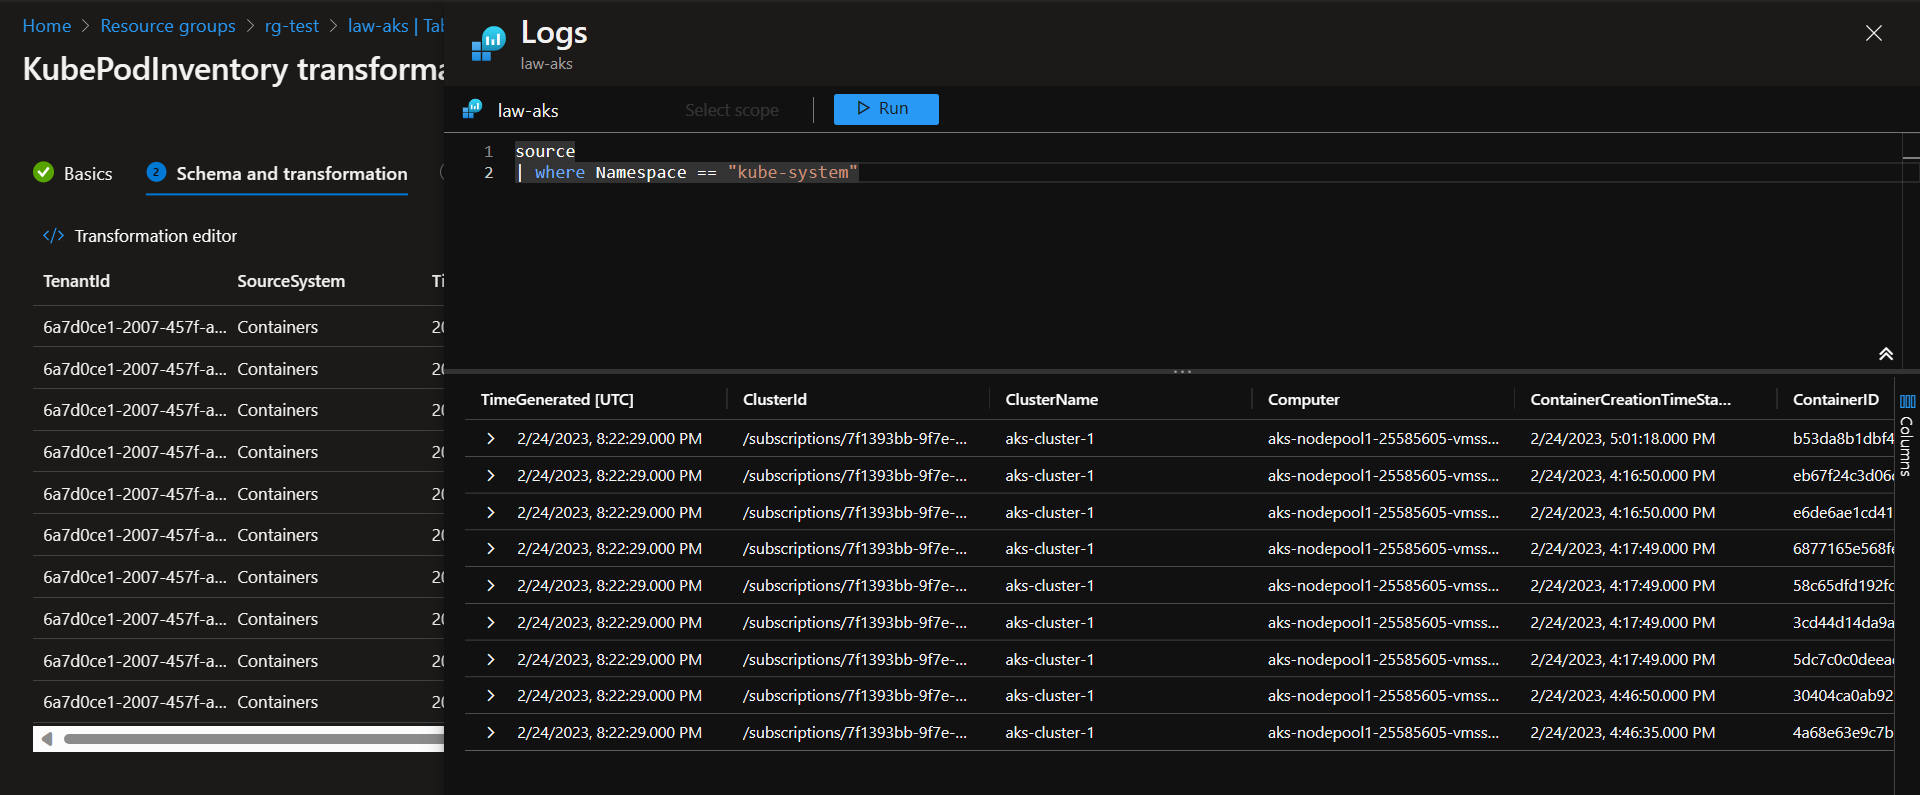 Home > Resource groups > rg-test > law-aks | Tab
KubePodInventory transforma
Basics
2 Schema and transformation
</> Transformation editor
TenantId SourceSystem Ti
6a7d0ce1-2007-457f-a... Containers 20
6a7d0ce1-2007-457f-a... Containers 20
6a7d0ce1-2007-457f-a... Containers 20
6a7d0ce1-2007-457f-a... Containers 20
6a7d0ce1-2007-457f-a... Containers 20
6a7d0ce1-2007-457f-a... Containers 20
6a7d0ce1-2007-457f-a... Containers 20
6a7d0ce1-2007-457f-a... Containers 20
6a7d0ce1-2007-457f-a... Containers 20
6a7d0ce1-2007-457f-a... Containers 20
Logs
law-aks
law-aks Select scope Run
1 source
2 | where Namespace == "kube-system"
TimeGenerated [UTC] ClusterId ClusterName Computer ContainerCreationTimeSta... ContainerID
2/24/2023, 8:22:29.000 PM /subscriptions/7f1393bb-9f7e-... aks-cluster-1 aks-nodepool1-25585605-vmss... 2/24/2023, 5:01:18.000 PM b53da8b1dbf4
2/24/2023, 8:22:29.000 PM /subscriptions/7f1393bb-9f7e-... aks-cluster-1 aks-nodepool1-25585605-vmss... 2/24/2023, 4:16:50.000 PM eb67f24c3d06
2/24/2023, 8:22:29.000 PM /subscriptions/7f1393bb-9f7e-... aks-cluster-1 aks-nodepool1-25585605-vmss... 2/24/2023, 4:16:50.000 PM e6de6ae1cd41
2/24/2023, 8:22:29.000 PM /subscriptions/7f1393bb-9f7e-... aks-cluster-1 aks-nodepool1-25585605-vmss... 2/24/2023, 4:17:49.000 PM 6877165e568f
2/24/2023, 8:22:29.000 PM /subscriptions/7f1393bb-9f7e-... aks-cluster-1 aks-nodepool1-25585605-vmss... 2/24/2023, 4:17:49.000 PM 58c65dfd192f
2/24/2023, 8:22:29.000 PM /subscriptions/7f1393bb-9f7e-... aks-cluster-1 aks-nodepool1-25585605-vmss... 2/24/2023, 4:17:49.000 PM 3cd44d14da9a
2/24/2023, 8:22:29.000 PM /subscriptions/7f1393bb-9f7e-... aks-cluster-1 aks-nodepool1-25585605-vmss... 2/24/2023, 4:17:49.000 PM 5dc7c0c0deea
2/24/2023, 8:22:29.000 PM /subscriptions/7f1393bb-9f7e-... aks-cluster-1 aks-nodepool1-25585605-vmss... 2/24/2023, 4:46:50.000 PM 30404ca0ab92
2/24/2023, 8:22:29.000 PM /subscriptions/7f1393bb-9f7e-... aks-cluster-1 aks-nodepool1-25585605-vmss... 2/24/2023, 4:46:35.000 PM 4a68e63e9c7b
Columns